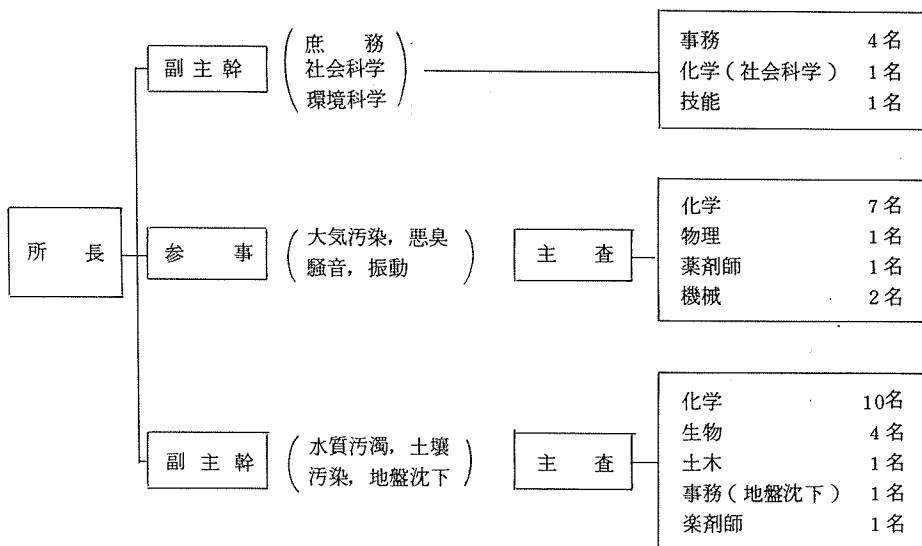 副主幹
庶 務
社会科学
環境科学
事務 4名
化学(社会科学) 1名
技能 1名
所 長
参 事
大気汚染,悪臭
騒音,振動
主 査
化学 7名
物理 1名
薬剤師 1名
機械 2名
副主幹
水質汚濁,土壌
汚染,地盤沈下
主 査
化学 10名
生物 4名
土木 1名
事務(地盤沈下) 1名
薬剤師 1名